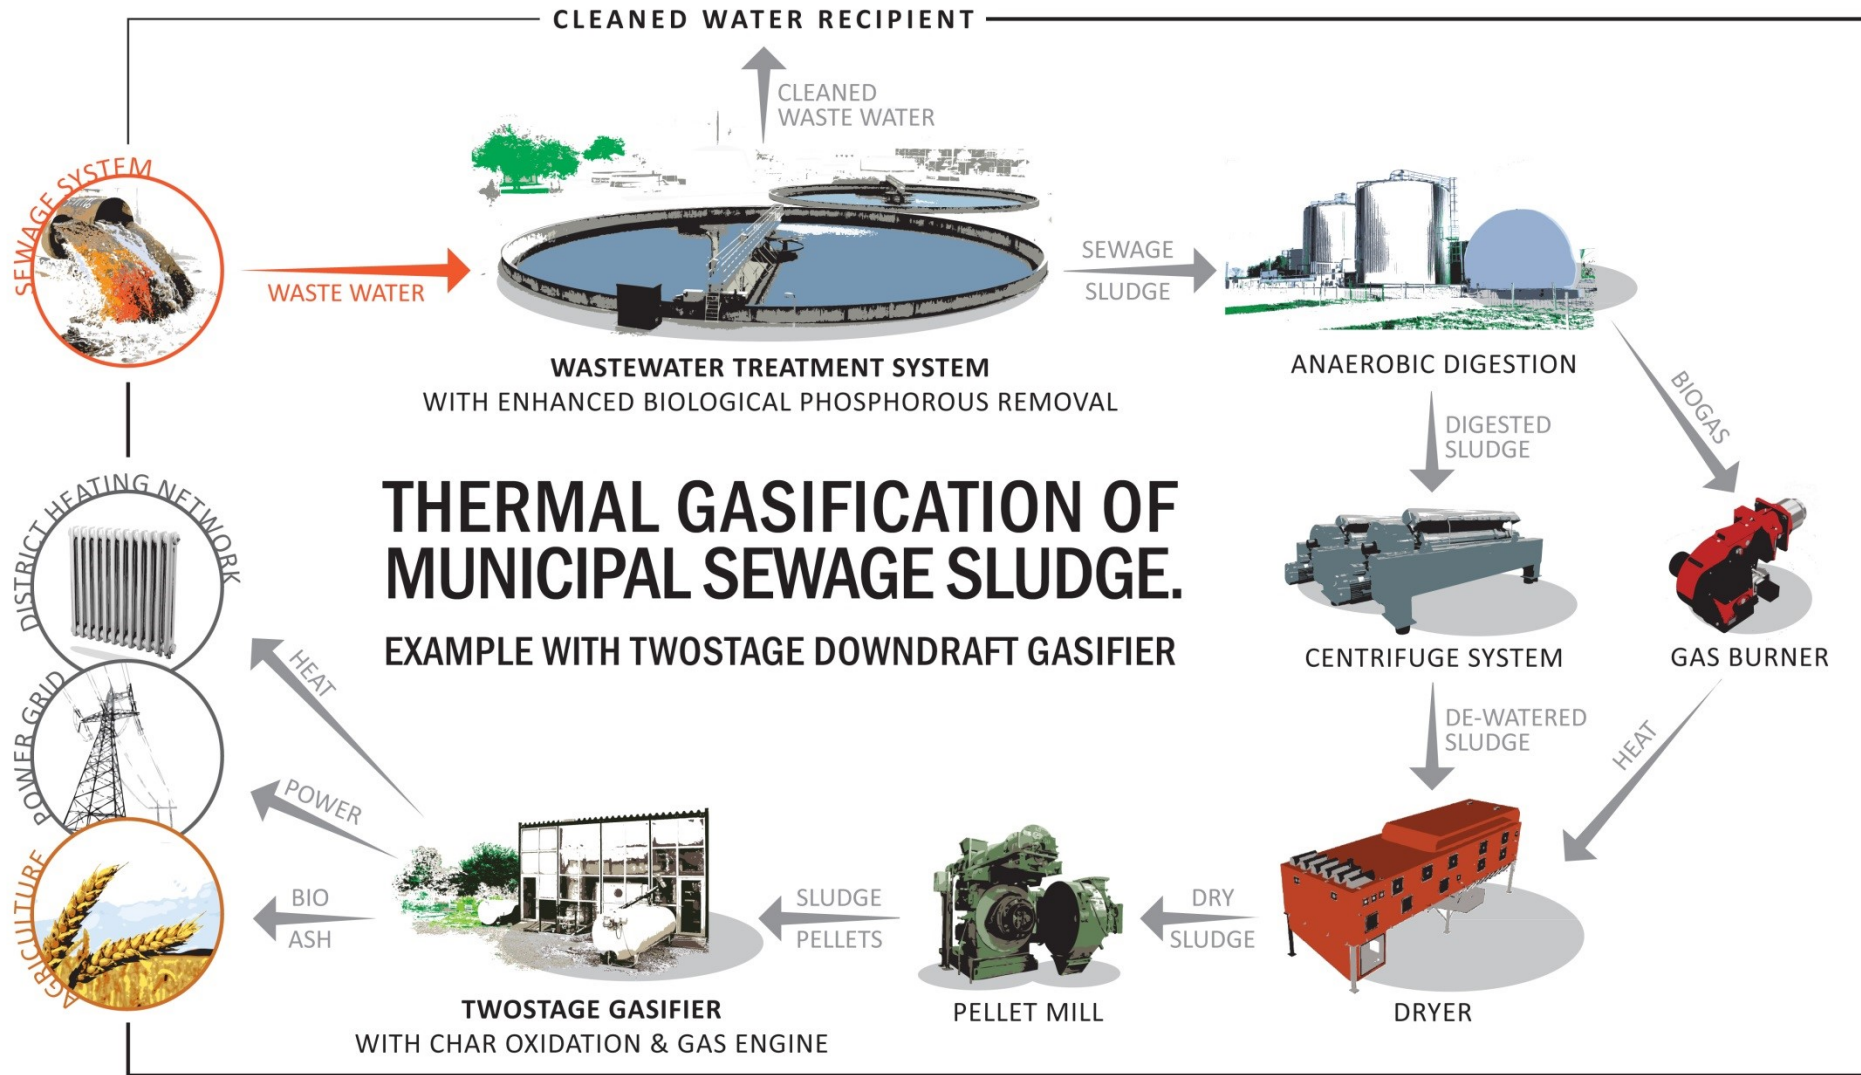 CLEANED WATER RECIPIENT
CLEANED
WASTE WATER
SEWAGE SYSTEM
WASTE WATER
SEWAGE
SLUDGE
WASTEWATER TREATMENT SYSTEM
WITH ENHANCED BIOLOGICAL PHOSPHOROUS REMOVAL
ANAEROBIC DIGESTION
BIOGAS
DIGESTED
SLUDGE
THERMAL GASIFICATION OF
MUNICIPAL SEWAGE SLUDGE.
EXAMPLE WITH TWOSTAGE DOWNDRAFT GASIFIER
DISTRICT HEATING NETWORK
CENTRIFUGE SYSTEM
GAS BURNER
HEAT
DE-WATERED
SLUDGE
HEAT
POWER GRID
POWER
AGRICULTURE
BIO
ASH
SLUDGE
PELLETS
DRY
SLUDGE
TWOSTAGE GASIFIER
WITH CHAR OXIDATION & GAS ENGINE
PELLET MILL
DRYER